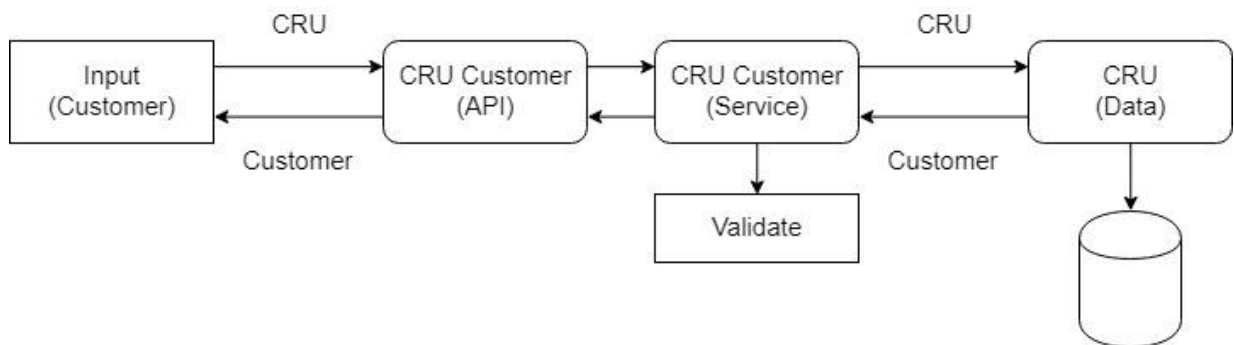 CRU
CRU
Input
(Customer)
CRU Customer
(API)
CRU Customer
(Service)
CRU
(Data)
Customer
Customer
Validate